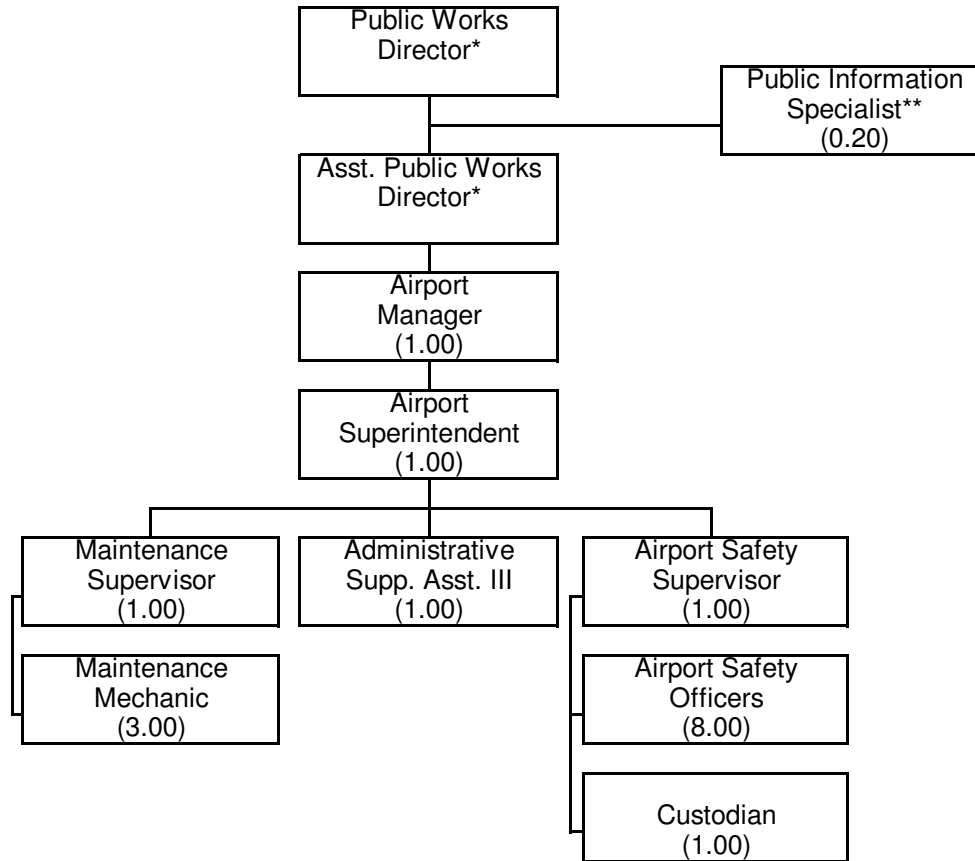 Public Works
Director*
Public Information
Specialist**
(0.20)
Asst. Public Works
Director*
Airport
Manager
(1.00)
Airport
Superintendent
(1.00)
Maintenance
Supervisor
(1.00)
Administrative
Supp. Asst. III
(1.00)
Airport Safety
Supervisor
(1.00)
Maintenance
Mechanic
(3.00)
Airport Safety
Officers
(8.00)
Custodian
(1.00)